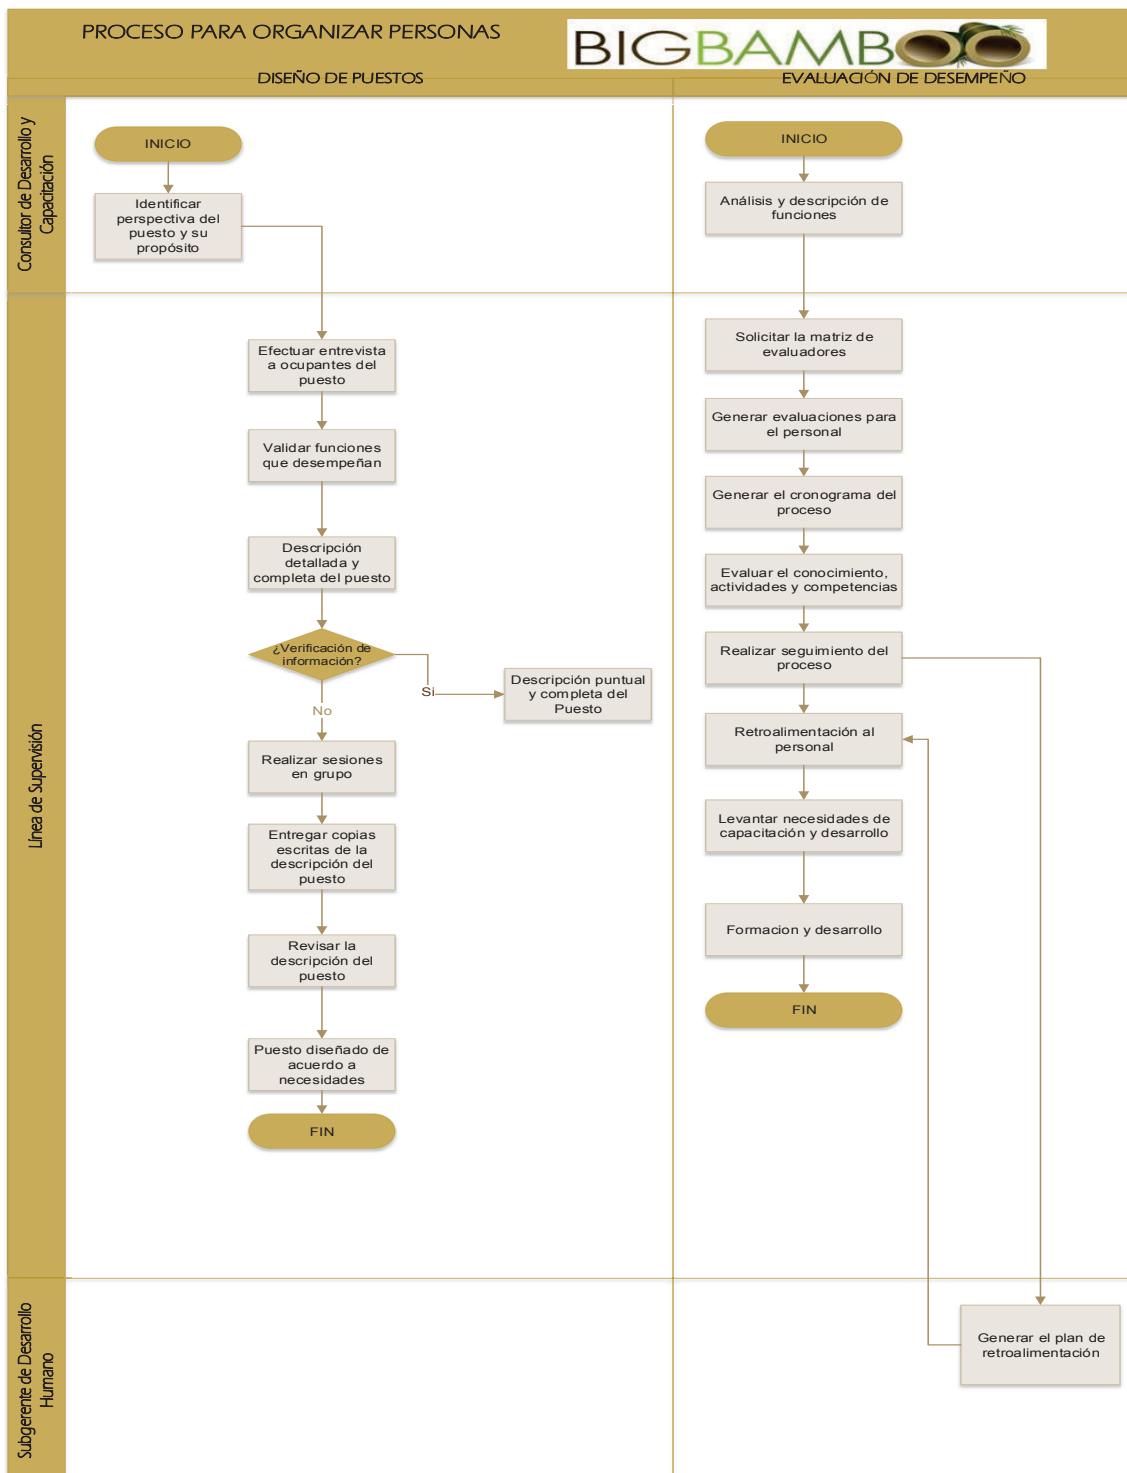 PROCESO PARA ORGANIZAR PERSONAS
BIGBAMBOO
DISEÑO DE PUESTOS
EVALUACIÓN DE DESEMPEÑO
Consultor de Desarrollo y
Capacitación
INICIO
Identificar
perspectiva del
puesto y su
propósito
INICIO
Análisis y descripción de
funciones
Línea de Supervisión
Efectuar entrevista
a ocupantes del
puesto
Validar funciones
que desempeñan
Descripción
detallada y
completa del puesto
¿Verificación de
información?
Si
Descripción puntual
y completa del
Puesto
No
Realizar sesiones
en grupo
Entregar copias
escritas de la
descripción del
puesto
Revisar la
descripción del
puesto
Puesto diseñado de
acuerdo a
necesidades
FIN
Solicitar la matriz de
evaluadores
Generar evaluaciones para
el personal
Generar el cronograma del
proceso
Evaluar el conocimiento,
actividades y competencias
Realizar seguimiento del
proceso
Retroalimentación al
personal
Levantar necesidades de
capacitación y desarrollo
Formacion y desarrollo
FIN
Subgerente de Desarrollo
Humano
Generar el plan de
retroalimentación